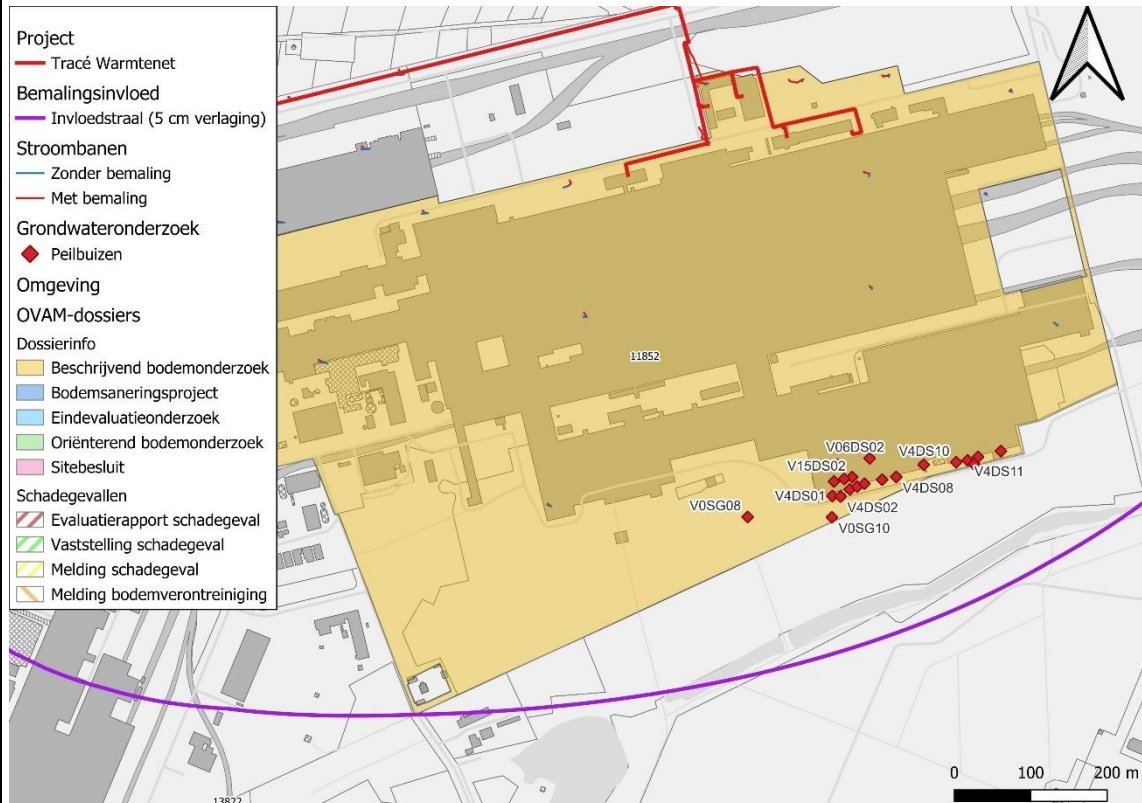 Project
Tracé Warmtenet
Bemalingsinvloed
Invloedstraal (5 cm verlaging)
Stroombanen
Zonder bemaling
Met bemaling
Grondwateronderzoek
Peilbuizen
Omgeving
OVAM-dossiers
Dossierinfo
Beschrijvend bodemonderzoek
Bodemsaneringsproject
Eindevaluatieonderzoek
Oriënterend bodemonderzoek
Sitebesluit
Schadegevallen
Evaluatierapport schadegeval
Vaststelling schadegeval
Melding schadegeval
Melding bodemverontreiniging
11852
V06DS02
V4DS10
V15DS02
V4DS11
V4DS08
V4DS01
V4DS02
V0SG08
V0SG10
13822
0 100 200 m